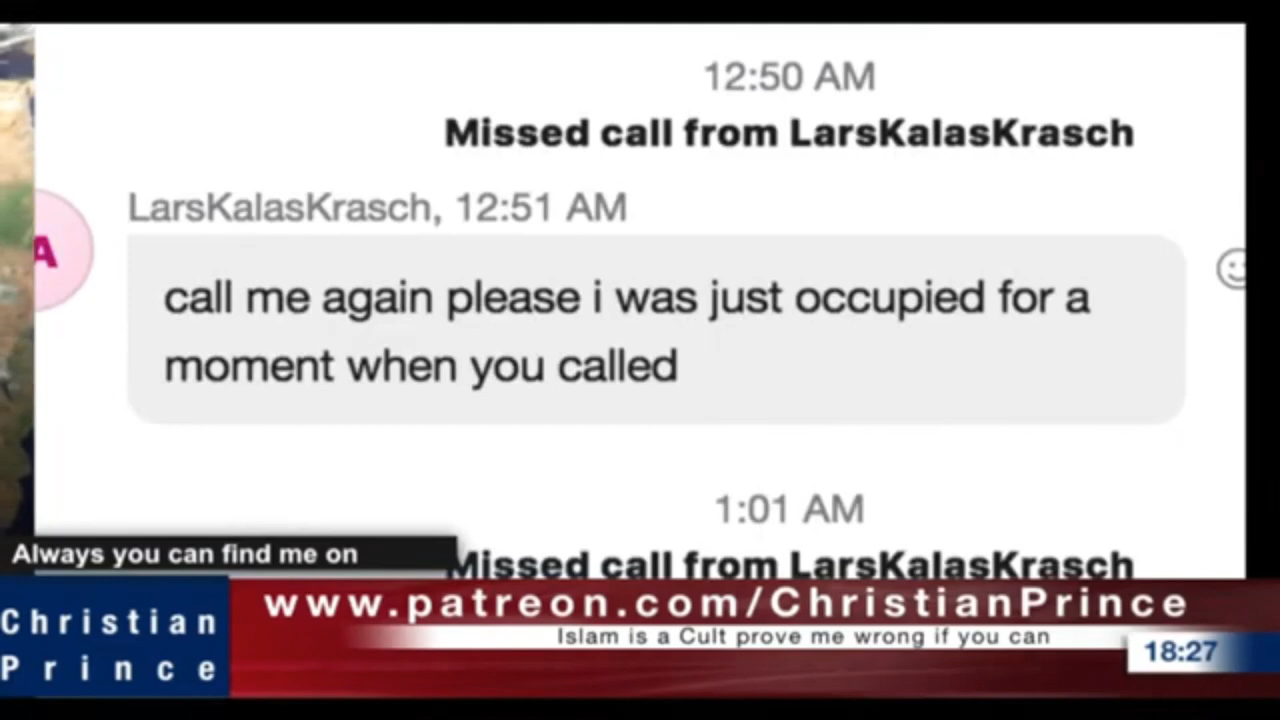 12:50 AM
Missed call from LarsKalasKrasch
LarsKalasKrasch, 12:51 AM
A
call me again please i was just occupied for a
moment when you called
1:01 AM
Missed call from LarsKalasKrasch
Always you can find me on
www.patreon.com/ChristianPrince
Islam is a Cult prove me wrong if you can
Christian
Prince
18:27